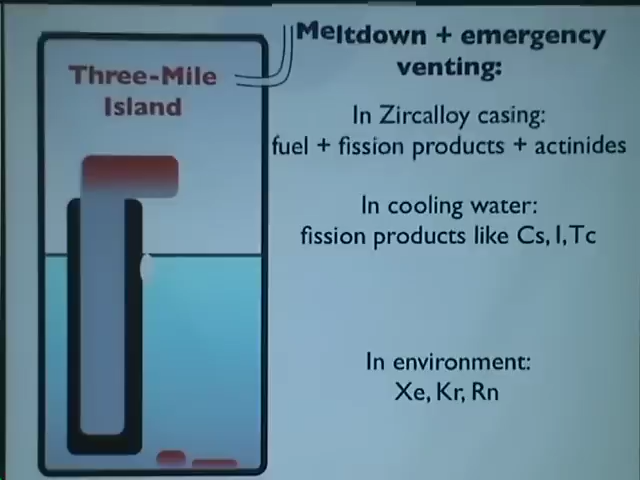 Meltdown + emergency
venting:
Three-Mile
Island
In Zircalloy casing:
fuel + fission products + actinides
In cooling water:
fission products like Cs, I, Tc
In environment:
Xe, Kr, Rn